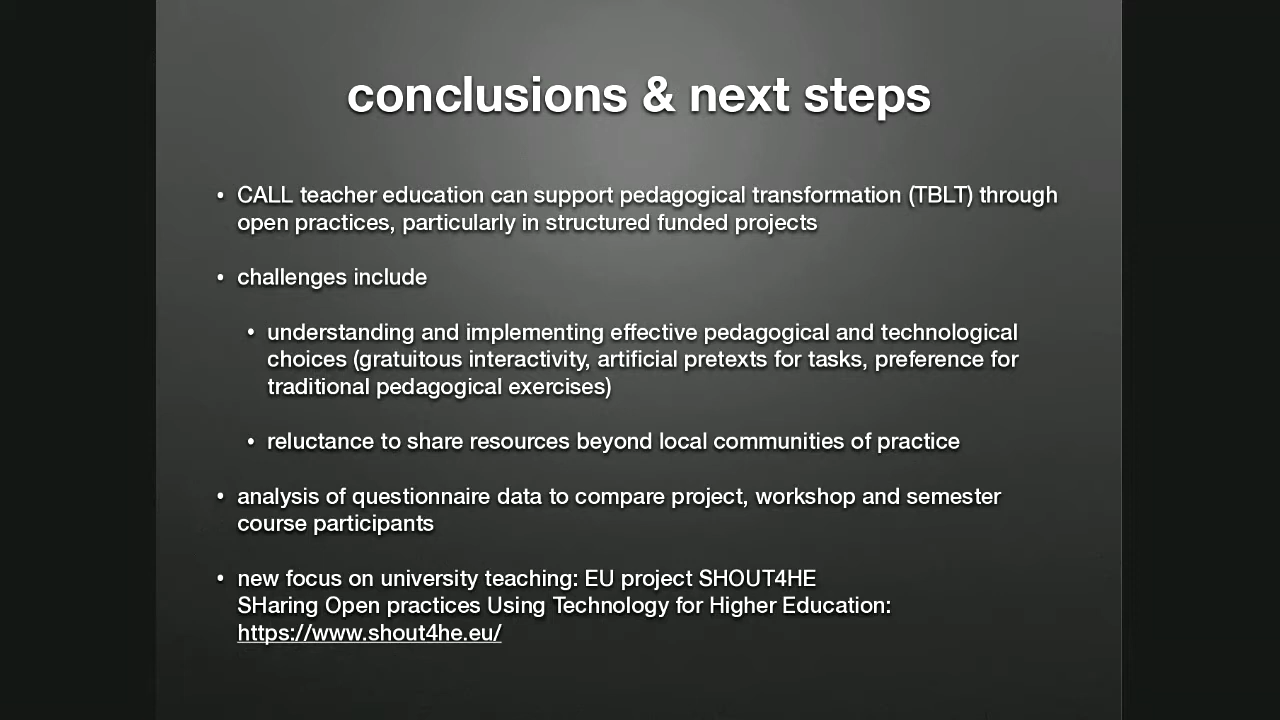 conclusions & next steps
• CALL teacher education can support pedagogical transformation (TBLT) through
open practices, particularly in structured funded projects
• challenges include
• understanding and implementing effective pedagogical and technological
choices (gratuitous interactivity, artificial pretexts for tasks, preference for
traditional pedagogical exercises)
• reluctance to share resources beyond local communities of practice
• analysis of questionnaire data to compare project, workshop and semester
course participants
• new focus on university teaching: EU project SHOUT4HE
SHaring Open practices Using Technology for Higher Education:
https://www.shout4he.eu/